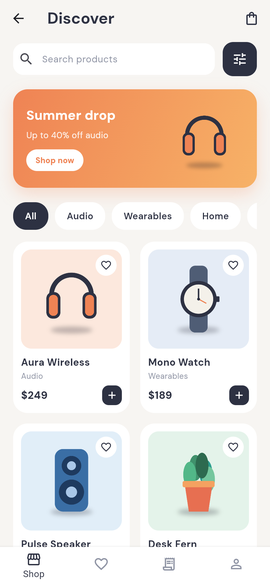 Discover
Search products
Summer drop
Up to 40% off audio
Shop now
All
Audio
Wearables
Home
Aura Wireless
Audio
$249
Mono Watch
Wearables
$189
Pulse Speaker
Desk Fern
Shop